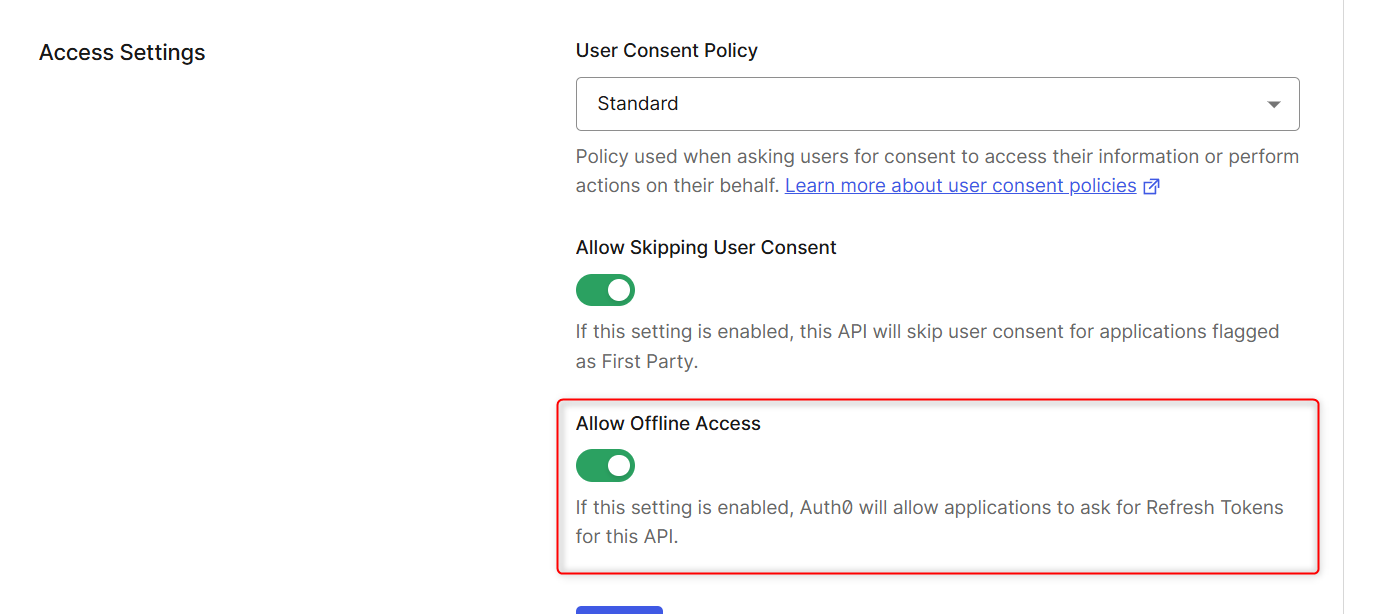 Access Settings
User Consent Policy
Standard
Policy used when asking users for consent to access their information or perform
actions on their behalf. Learn more about user consent policies
Allow Skipping User Consent
If this setting is enabled, this API will skip user consent for applications flagged
as First Party.
Allow Offline Access
If this setting is enabled, Auth0 will allow applications to ask for Refresh Tokens
for this API.